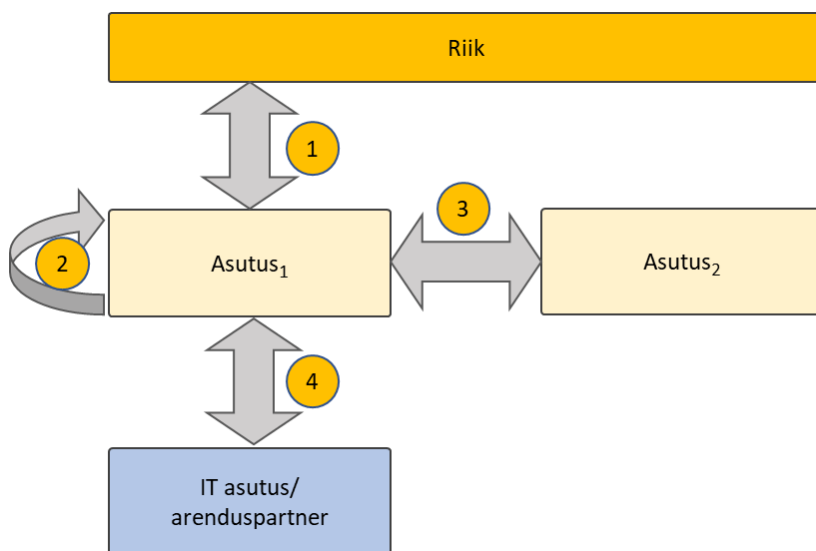 Riik
1
3
Asutus₁
Asutus₂
2
4
IT asutus/
arenduspartner